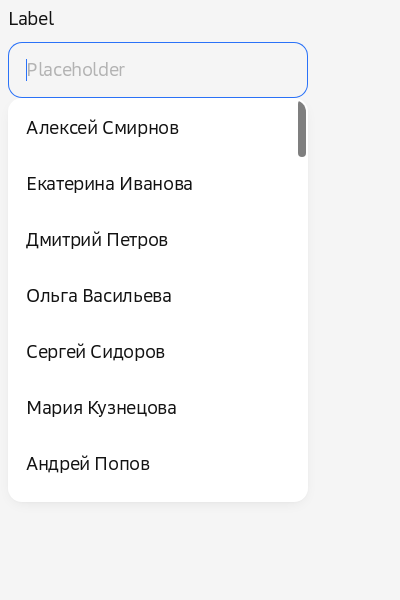 Label
Placeholder
Алексей Смирнов
Екатерина Иванова
Дмитрий Петров
Ольга Васильева
Сергей Сидоров
Мария Кузнецова
Андрей Попов